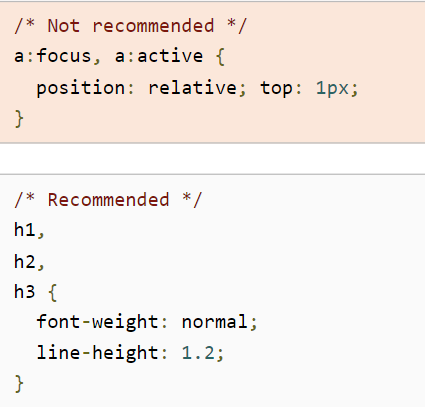 /* Not recommended */
a:focus, a:active {
  position: relative; top: 1px;
}
/* Recommended */
h1,
h2,
h3 {
  font-weight: normal;
  line-height: 1.2;
}